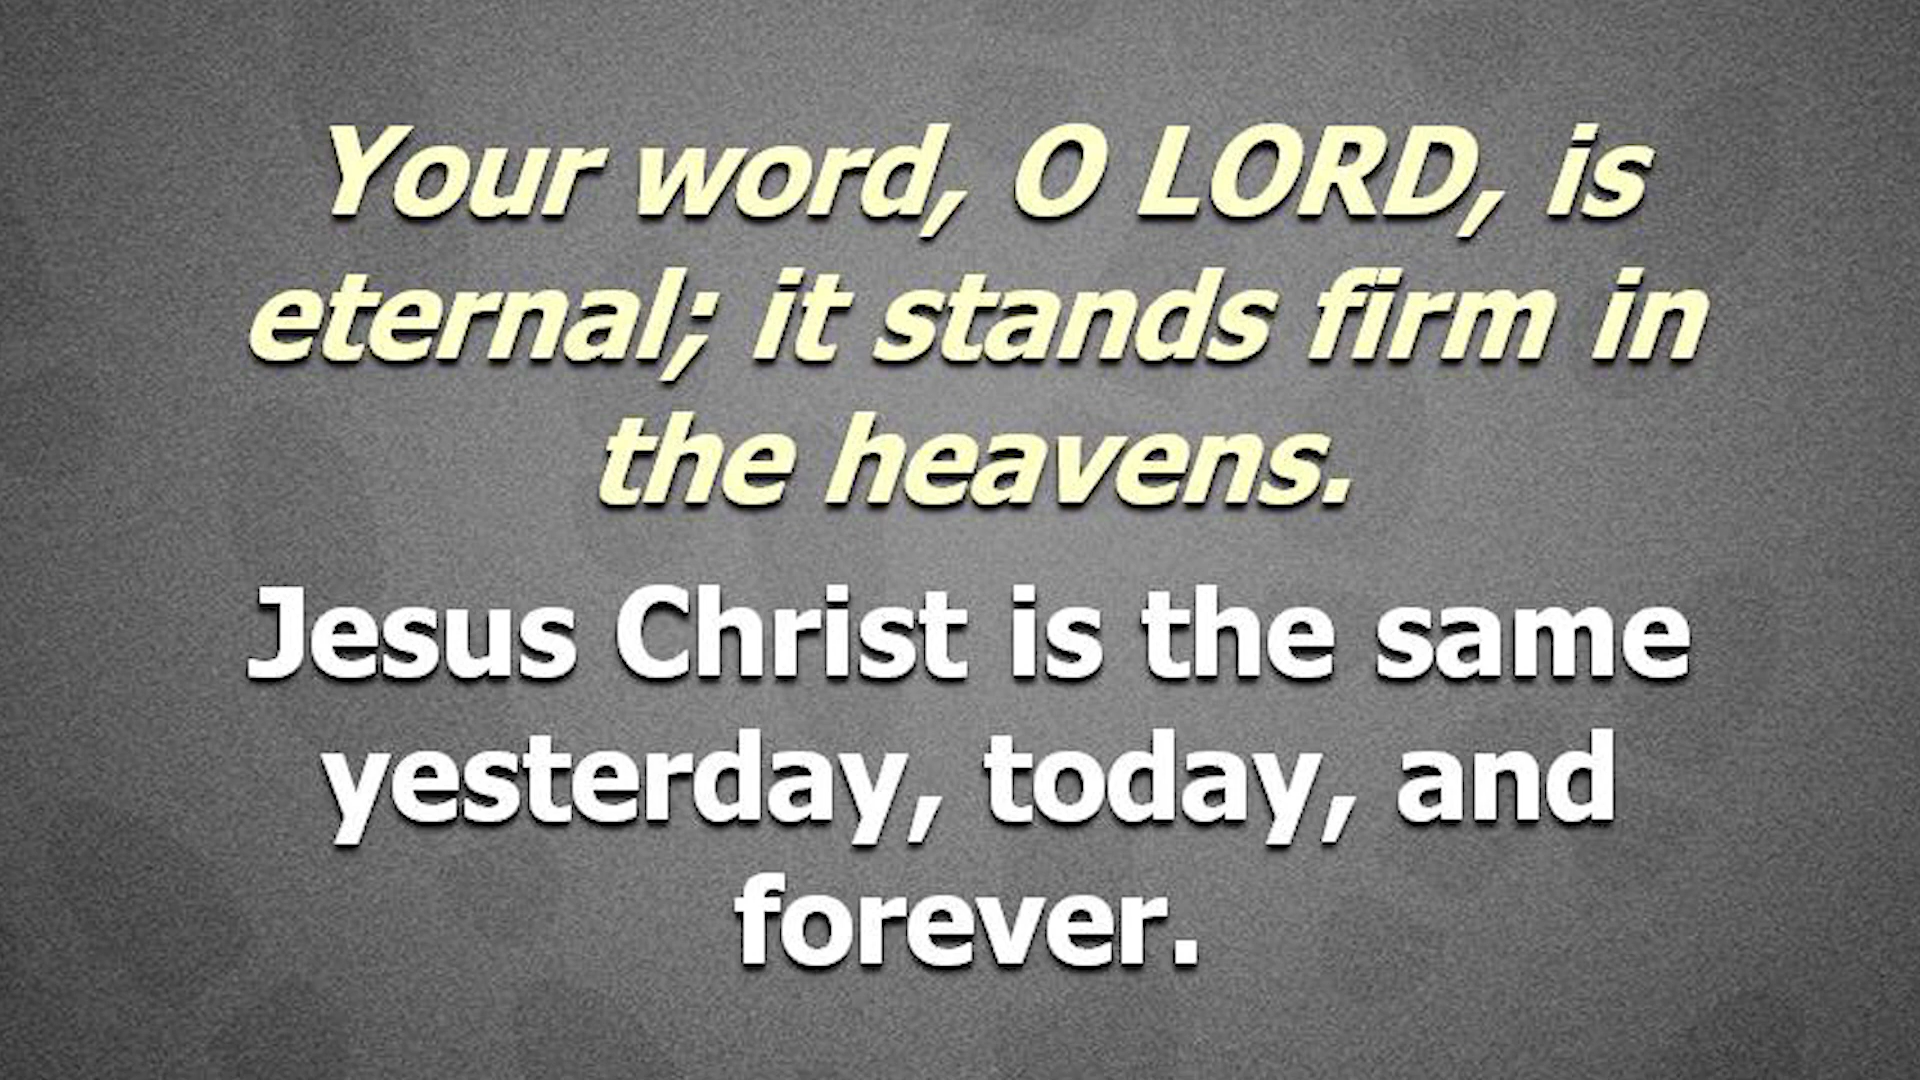 Your word, O LORD, is
eternal; it stands firm in
the heavens.
Jesus Christ is the same
yesterday, today, and
forever.